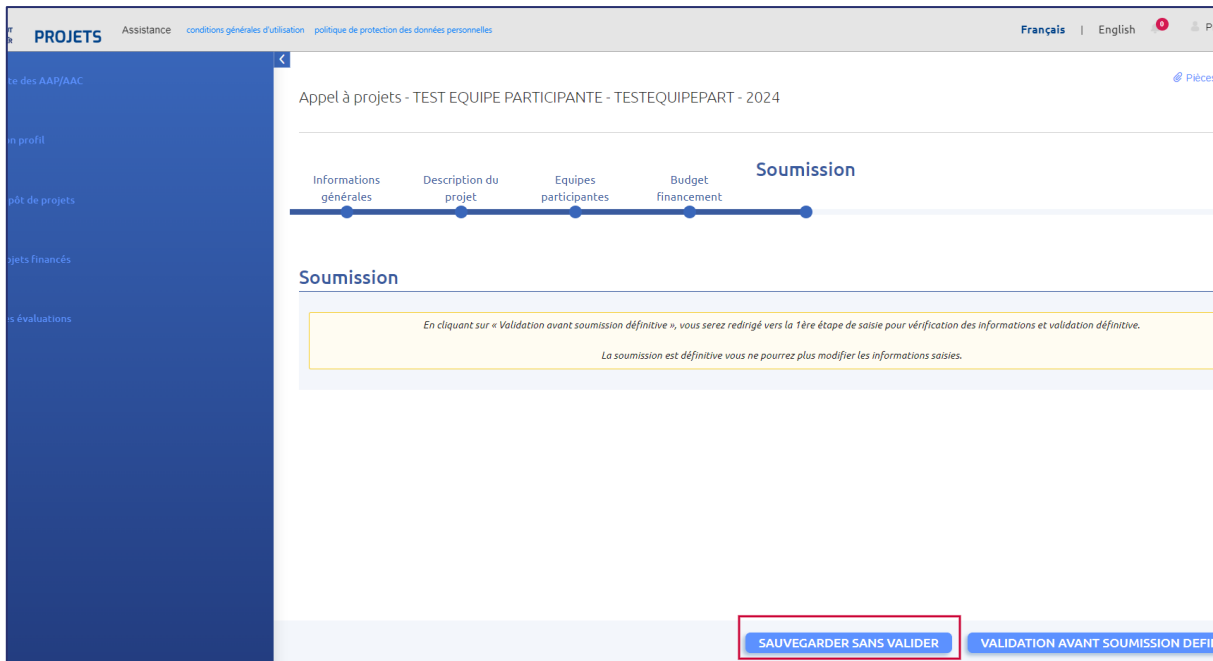 PROJETS Assistance conditions générales d'utilisation politique de protection des données personnelles Français | English 0 P
te des AAP/AAC
Pièces
Appel à projets - TEST EQUIPE PARTICIPANTE - TESTEQUIPEPART - 2024
n profil
Informations générales
Description du projet
Equipes participantes
Budget financement
Soumission
pôt de projets
ojets financés
Soumission
s évaluations
En cliquant sur « Validation avant soumission définitive », vous serez redirigé vers la 1ère étape de saisie pour vérification des informations et validation définitive.
La soumission est définitive vous ne pourrez plus modifier les informations saisies.
SAUVEGARDER SANS VALIDER VALIDATION AVANT SOUMISSION DEFI